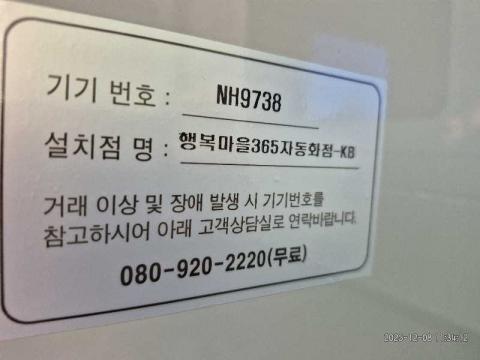 기기 번호 : NH9738
설치점 명 : 행복마을365자동화점-KB
거래 이상 및 장애 발생 시 기기번호를
참고하시어 아래 고객상담실로 연락바랍니다.
080-920-2220(무료)